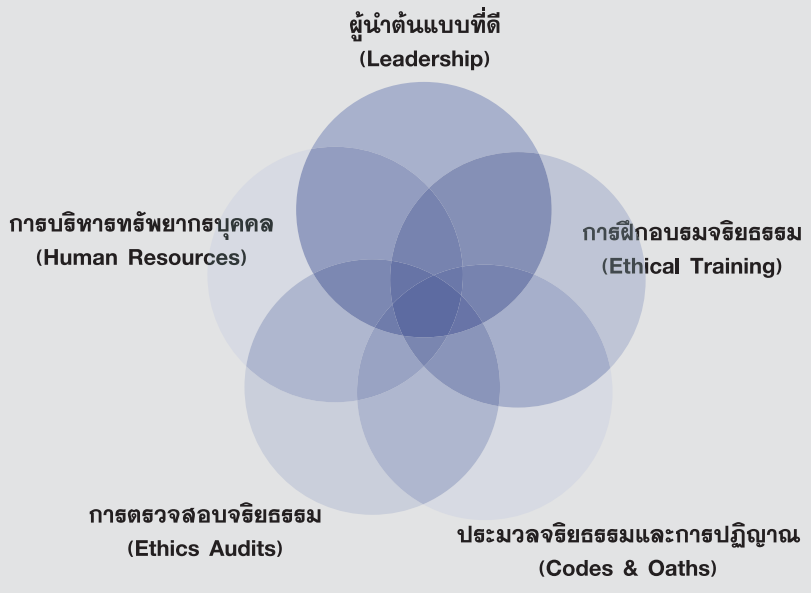 ผู้นำต้นแบบที่ดี
(Leadership)
การบริหารทรัพยากรบุคคล
(Human Resources)
การฝึกอบรมจริยธรรม
(Ethical Training)
การตรวจสอบจริยธรรม
(Ethics Audits)
ประมวลจริยธรรมและการปฏิญาณ
(Codes & Oaths)